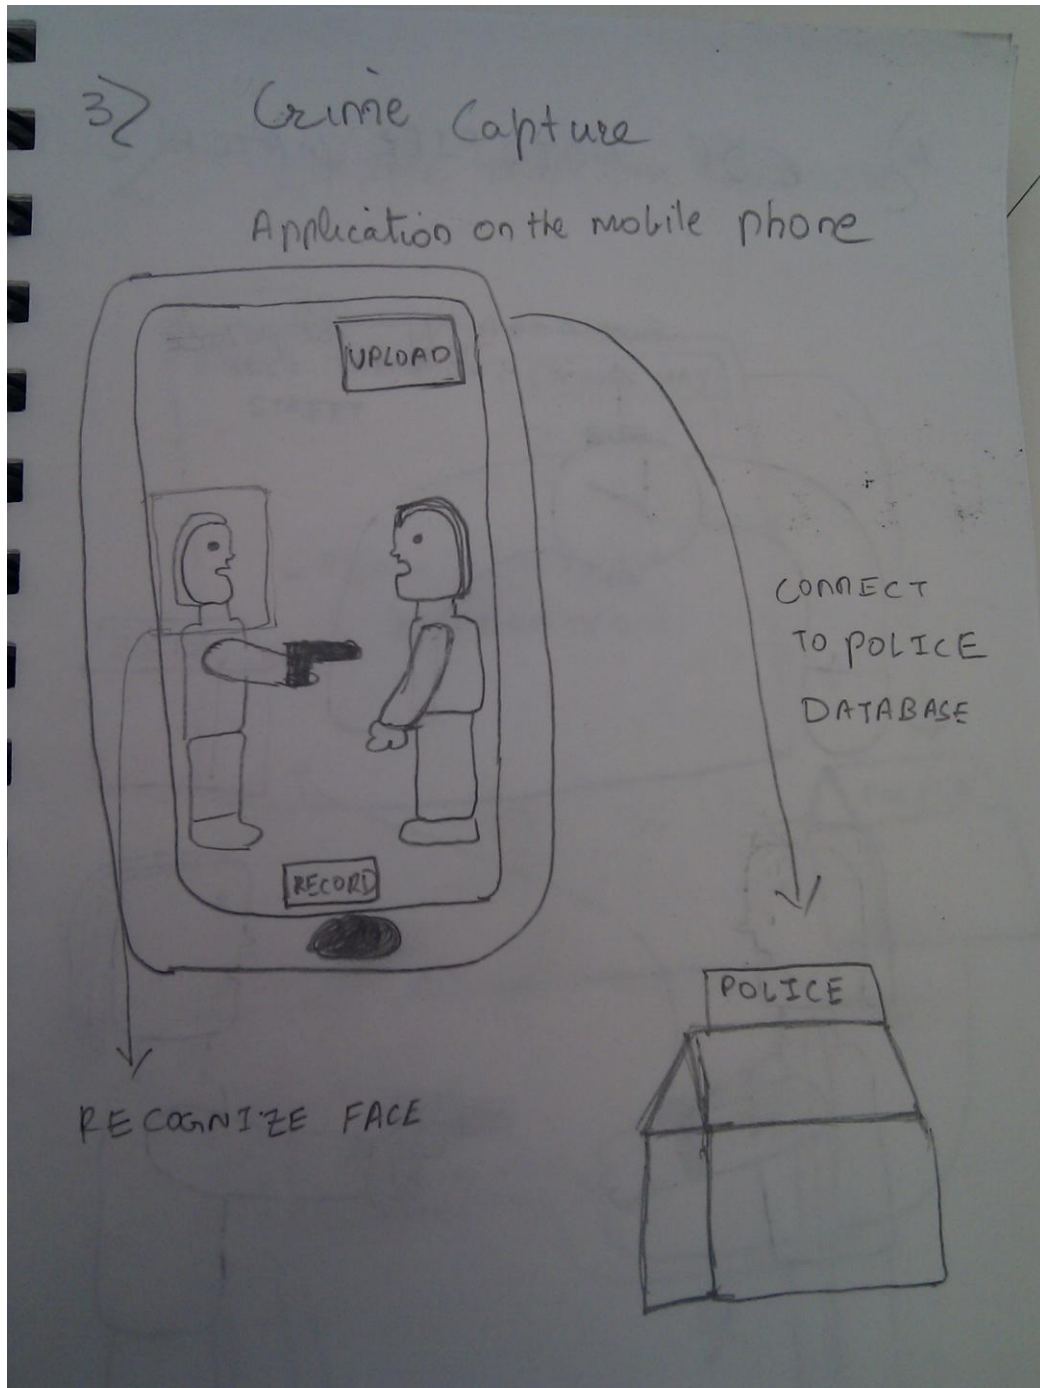 3) Crime Capture
Application on the mobile phone
UPLOAD
CONNECT
TO POLICE
DATABASE
RECORD
POLICE
RECOGNIZE FACE